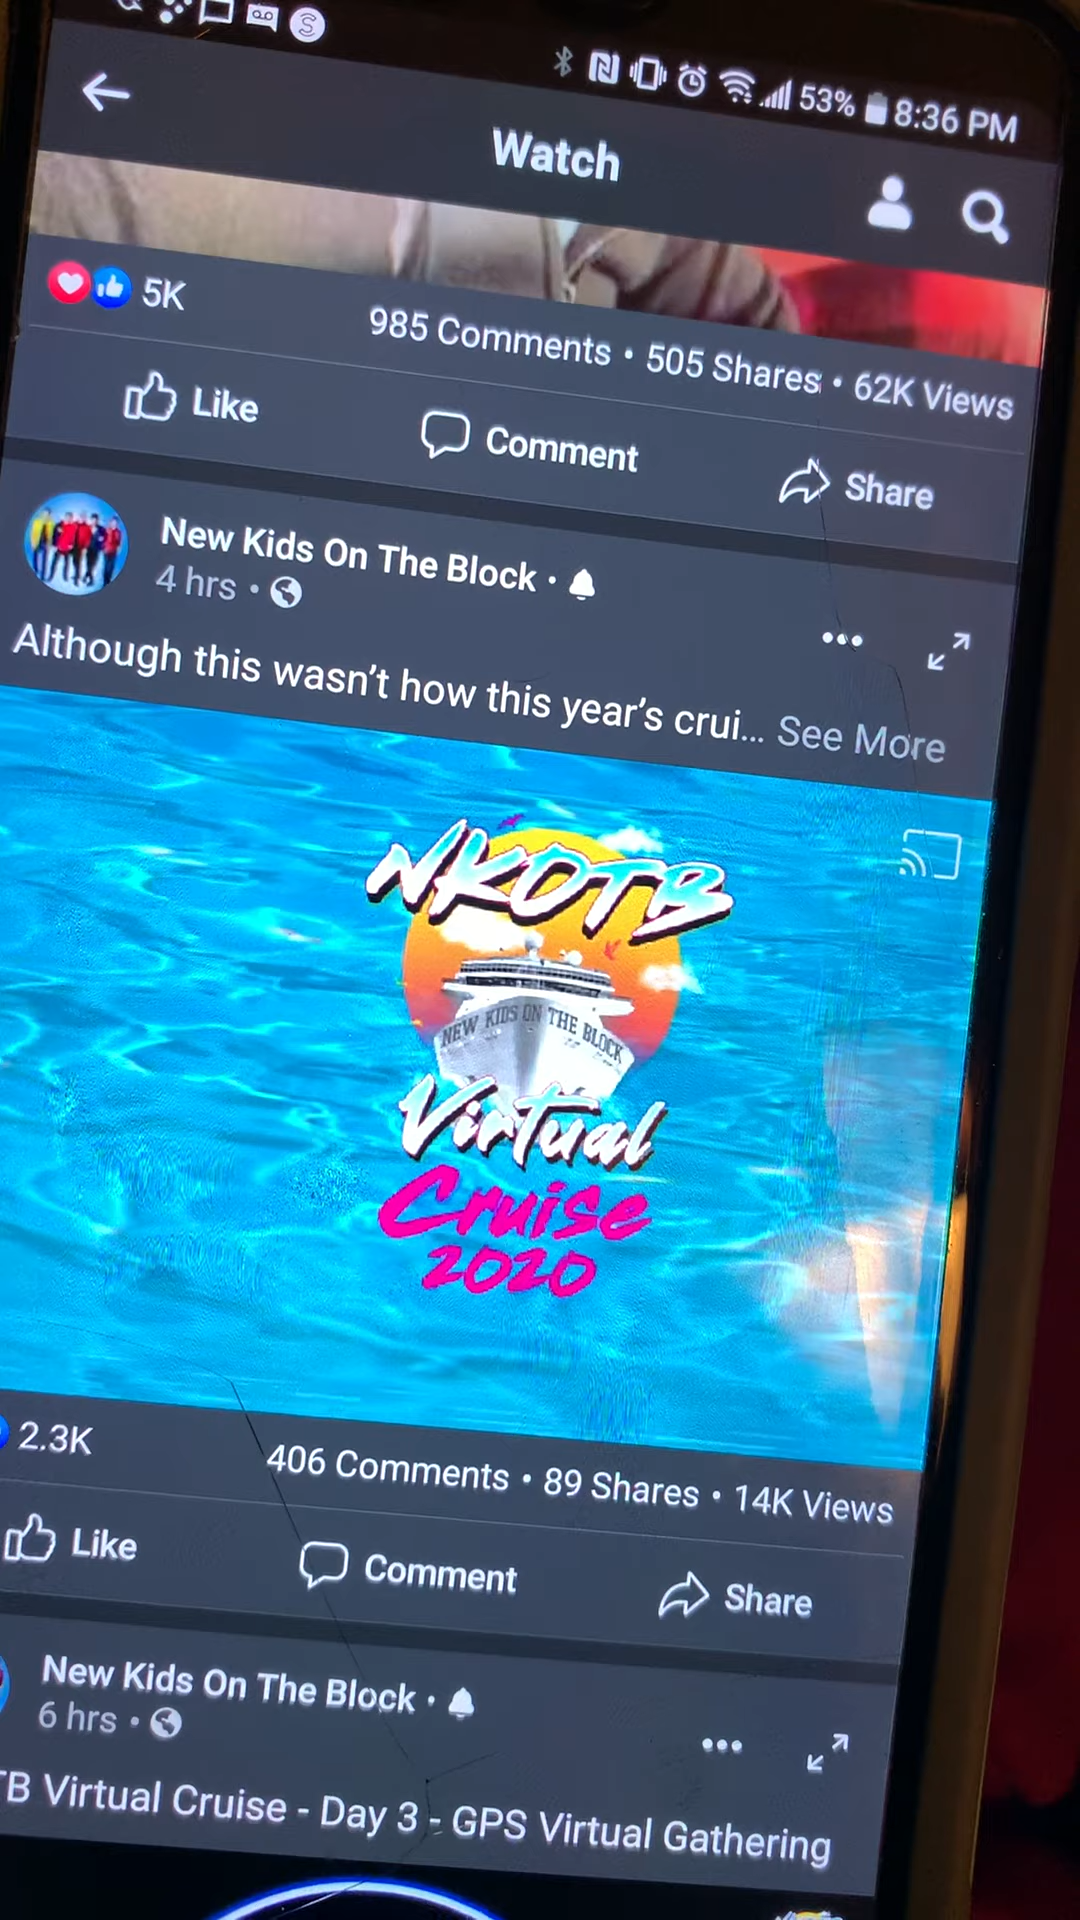 53% 8:36 PM
Watch
5K
985 Comments • 505 Shares • 62K Views
Like
Comment
Share
New Kids On The Block •
4 hrs •
Although this wasn't how this year's crui... See More
NKOTB
NEW KIDS ON THE BLOCK
Virtual
Cruise
2020
2.3K
406 Comments • 89 Shares • 14K Views
Like
Comment
Share
New Kids On The Block •
6 hrs •
TB Virtual Cruise - Day 3 - GPS Virtual Gathering